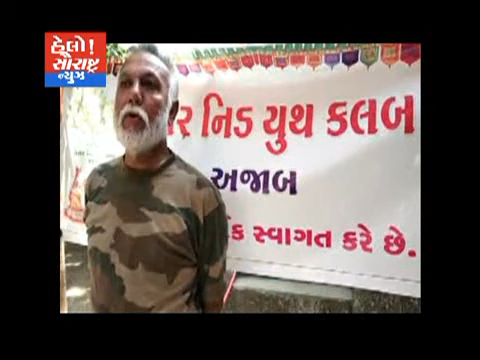 હેલો!
સૌરાષ્ટ્ર
ન્યુઝ
નિડ યુથ કલબ
અજાબ
સ્વાગત કરે છે.